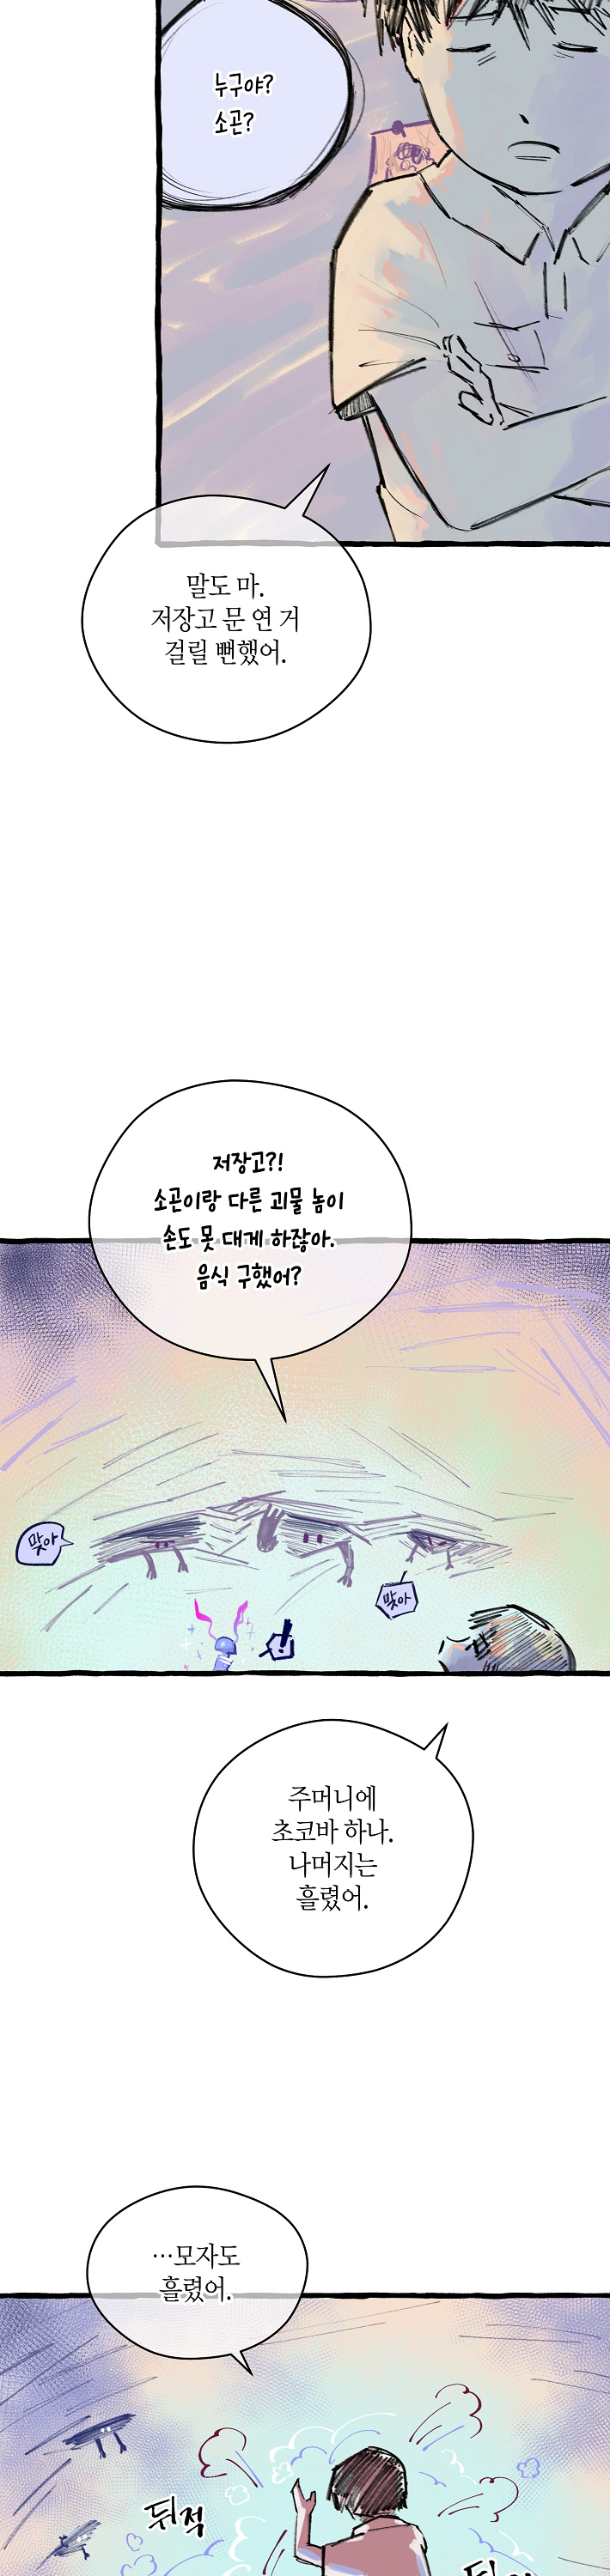 누구야?
소곤?
말도 마.
저장고 문 연 거
걸릴 뻔했어.
저장고?!
소곤이랑 다른 괴물 놈이
손도 못 대게 하잖아.
음식 구했어?
맞아
맞아
!
주머니에
초코바 하나.
나머지는
흘렸어.
…모자도
흘렸어.
뒤적